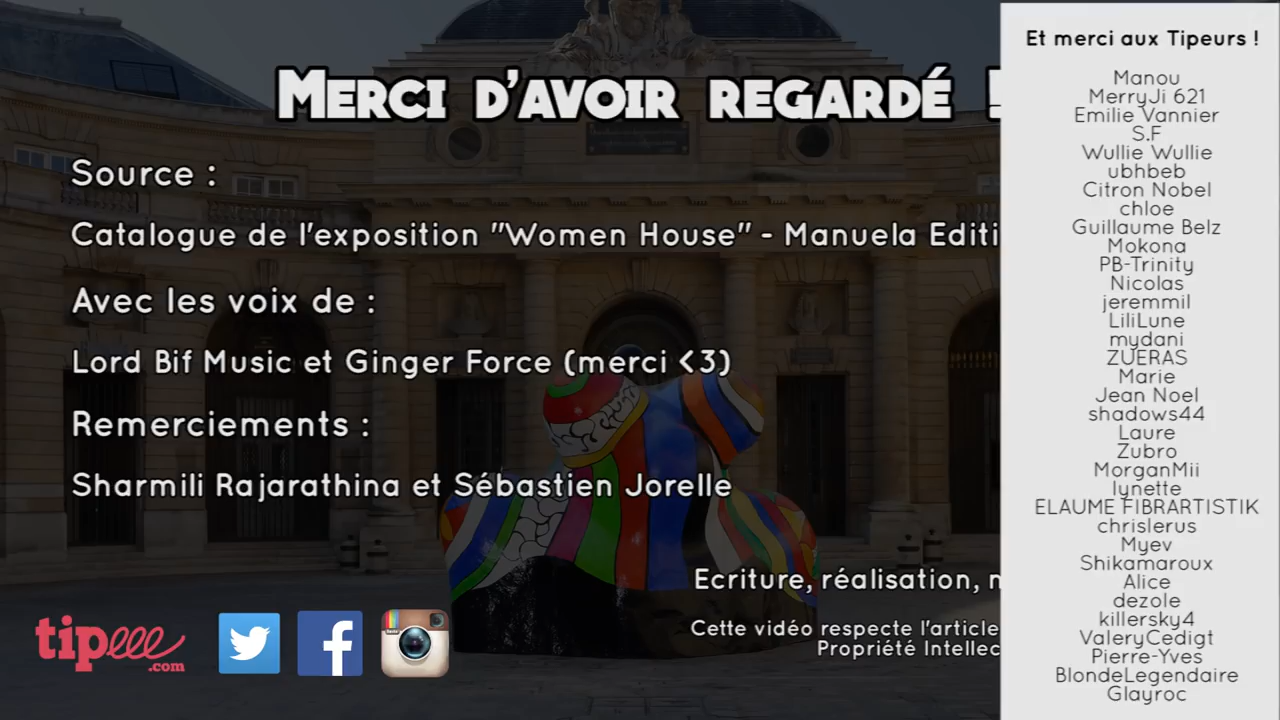 Merci d'avoir regardé !
Source :
Catalogue de l'exposition "Women House" - Manuela Editi
Avec les voix de :
Lord Bif Music et Ginger Force (merci <3)
Remerciements :
Sharmili Rajarathina et Sébastien Jorelle
Ecriture, réalisation, m
Cette vidéo respecte l'article
Propriété Intellec
tipeee
.com
Et merci aux Tipeurs !
Manou
MerryJi 621
Emilie Vannier
S.F
Wullie Wullie
ubhbeb
Citron Nobel
chloe
Guillaume Belz
Mokona
PB-Trinity
Nicolas
jeremmil
LiliLune
mydani
ZUERAS
Marie
Jean Noel
shadows44
Laure
Zubro
MorganMii
lynette
ELAUME FIBRARTISTIK
chrislerus
Myev
Shikamaroux
Alice
dezole
killersky4
ValeryCedigt
Pierre-Yves
BlondeLegendaire
Glayroc